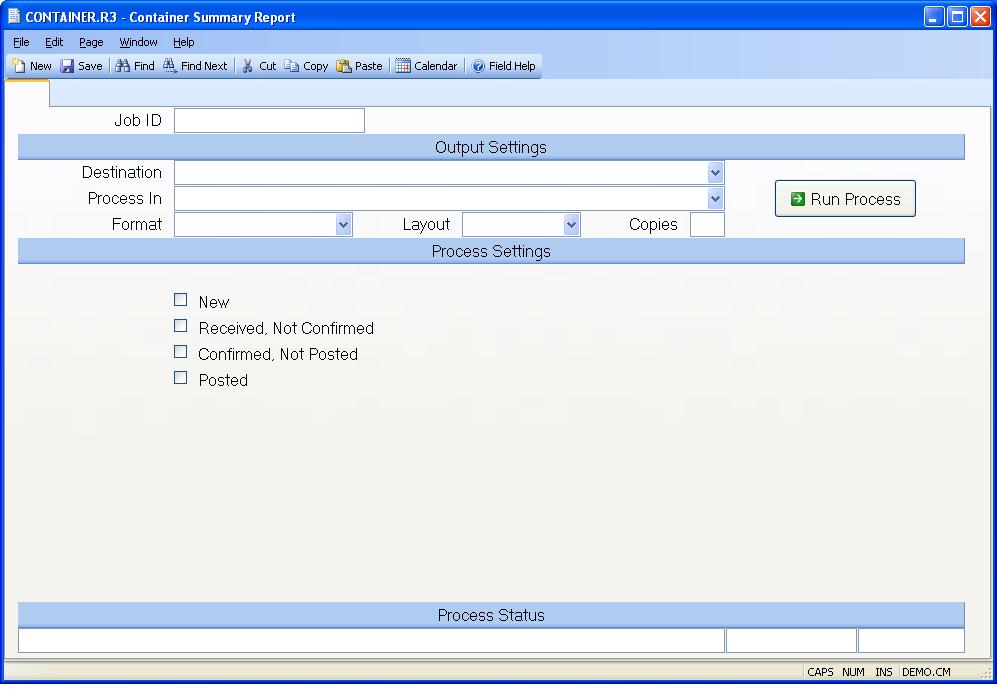 CONTAINER.R3 - Container Summary Report
File Edit Page Window Help
New Save Find Find Next Cut Copy Paste Calendar Field Help
Job ID
Output Settings
Destination
Process In
Run Process
Format Layout Copies
Process Settings
New
Received, Not Confirmed
Confirmed, Not Posted
Posted
Process Status
CAPS NUM INS DEMO.CM